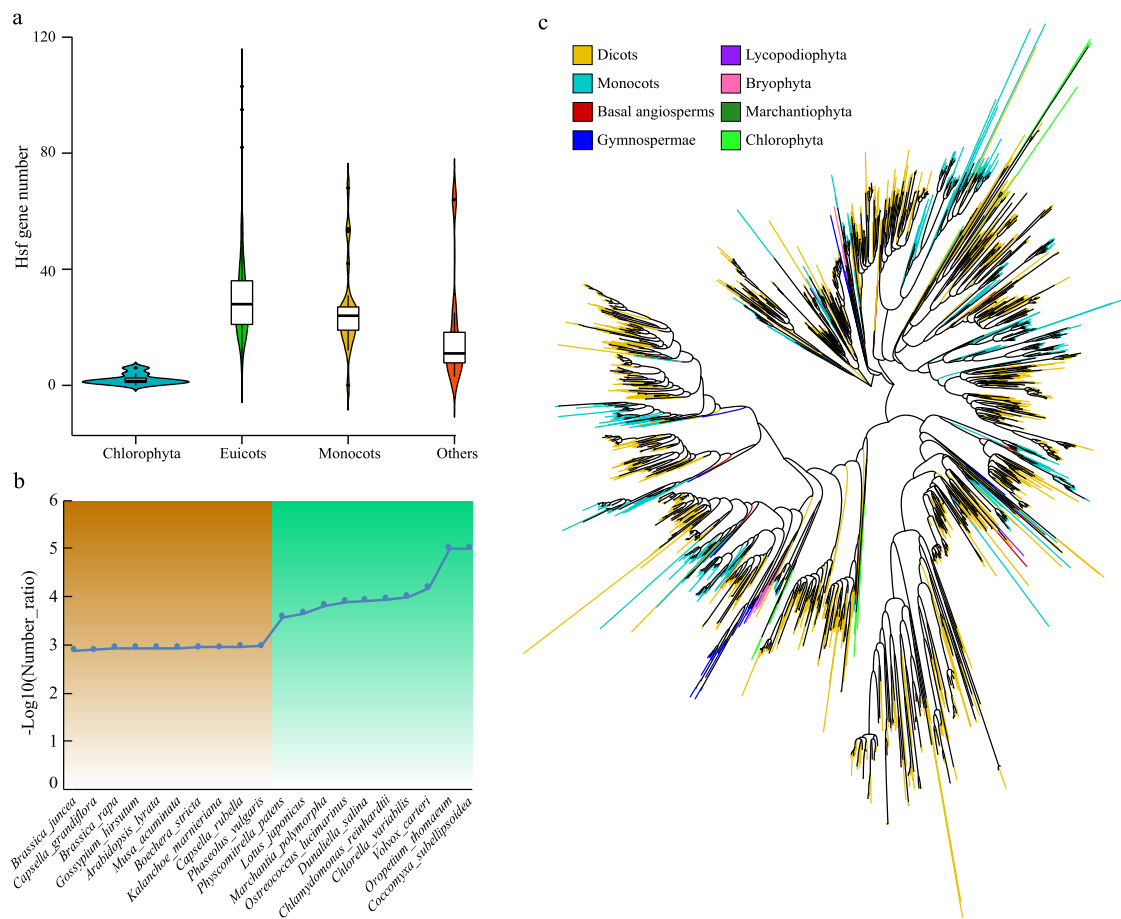 a
120
80
40
0
Hsf gene number
Chlorophyta
Euicots
Monocots
Others
b
6
5
4
3
2
1
0
-Log10(Number_ratio)
Brassica_juncea
Capsella_grandiflora
Brassica_rapa
Gossypium_hirsutum
Arabidopsis_lyrata
Musa_acuminata
Boechera_stricta
Kalanchoe_marnieriana
Capsella_rubella
Phaseolus_vulgaris
Physcomitrella_patens
Lotus_japonicus
Marchantia_polymorpha
Ostreococcus_lucimarinus
Dunaliella_salina
Chlamydomonas_reinhardtii
Chlorella_variabilis
Volvox_carteri
Oropetium_thomaeum
Coccomyxa_subellipsoidea
c
Dicots
Monocots
Basal angiosperms
Gymnospermae
Lycopodiophyta
Bryophyta
Marchantiophyta
Chlorophyta